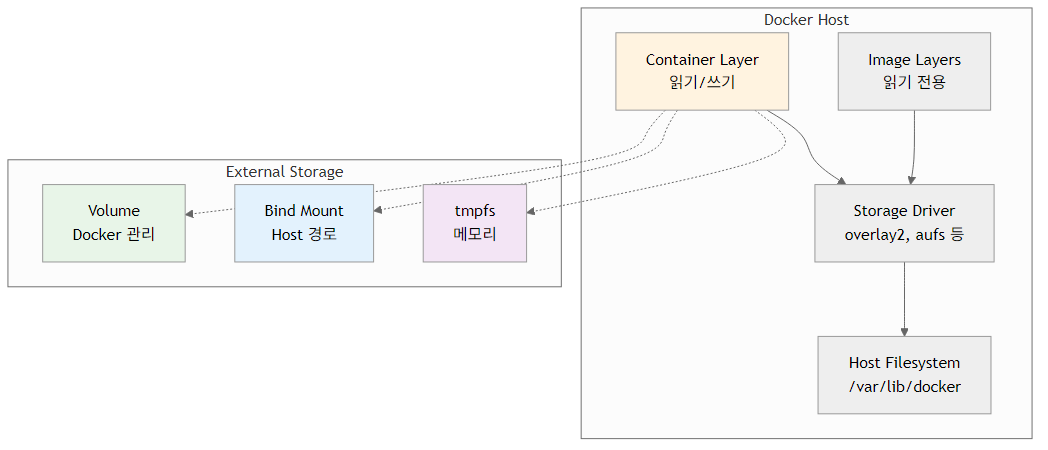 Docker Host
Container Layer
읽기/쓰기
Image Layers
읽기 전용
External Storage
Volume
Docker 관리
Bind Mount
Host 경로
tmpfs
메모리
Storage Driver
overlay2, aufs 등
Host Filesystem
/var/lib/docker